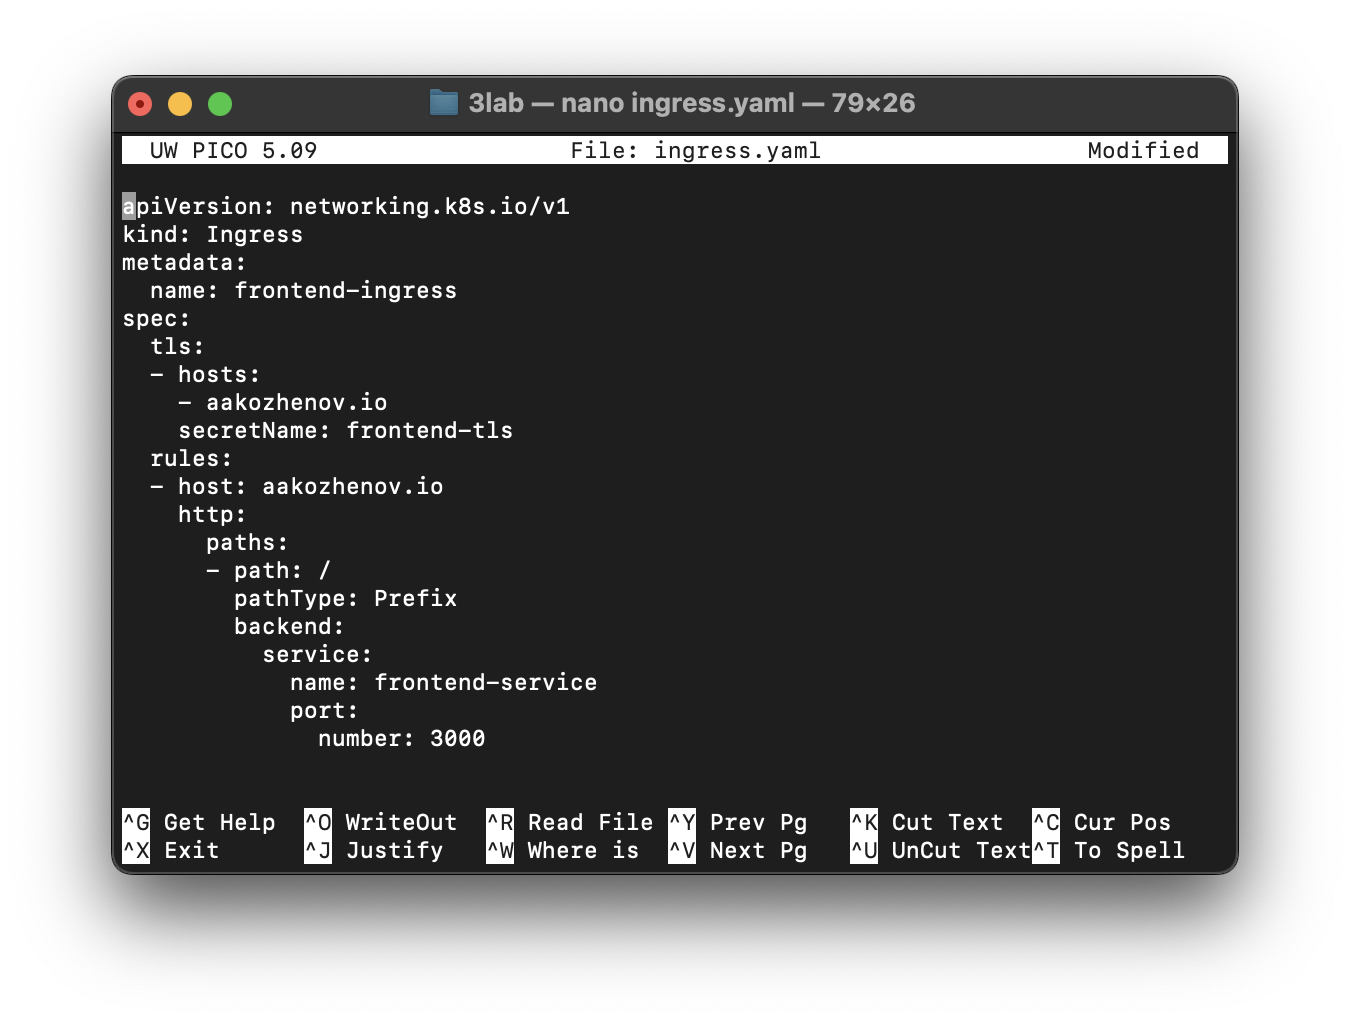 3lab — nano ingress.yaml — 79×26
UW PICO 5.09 File: ingress.yaml Modified
apiVersion: networking.k8s.io/v1
kind: Ingress
metadata:
  name: frontend-ingress
spec:
  tls:
  - hosts:
    - aakozhenov.io
    secretName: frontend-tls
  rules:
  - host: aakozhenov.io
    http:
      paths:
      - path: /
        pathType: Prefix
        backend:
          service:
            name: frontend-service
            port:
              number: 3000
^G Get Help ^O WriteOut ^R Read File ^Y Prev Pg ^K Cut Text ^C Cur Pos
^X Exit ^J Justify ^W Where is ^V Next Pg ^U UnCut Text ^T To Spell